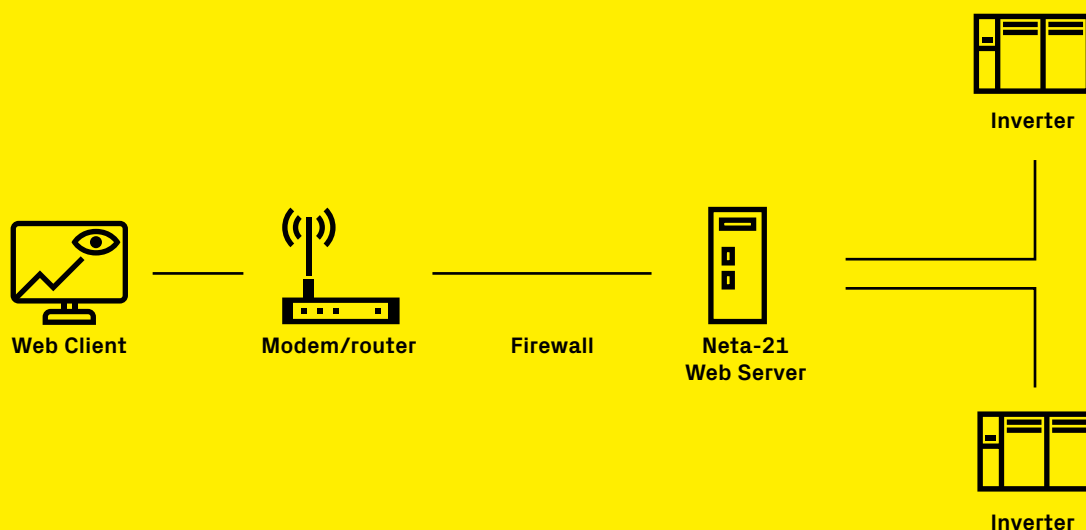 Inverter
Web Client
Modem/router
Firewall
Neta-21
Web Server
Inverter